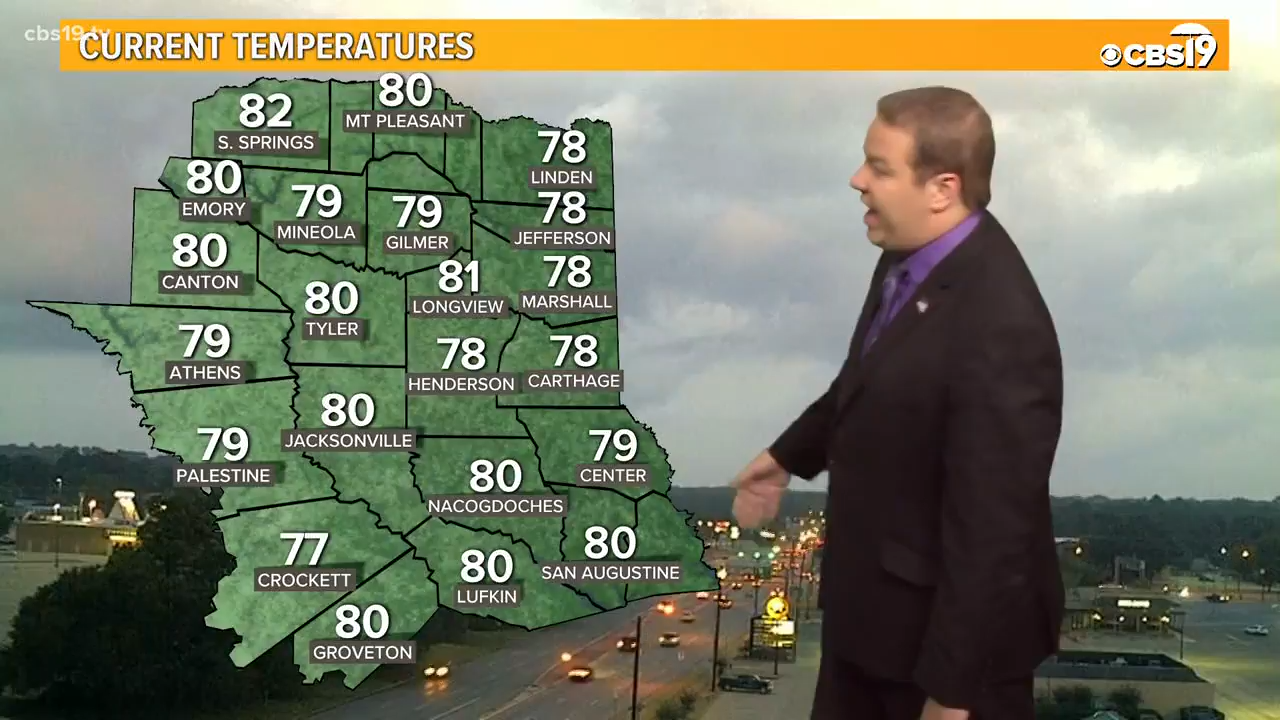 cbs19.tv
CURRENT TEMPERATURES
CBS19
82
S. SPRINGS
80
MT PLEASANT
78
LINDEN
80
EMORY
79
MINEOLA
79
GILMER
78
JEFFERSON
80
CANTON
80
TYLER
81
LONGVIEW
78
MARSHALL
79
ATHENS
78
HENDERSON
78
CARTHAGE
80
JACKSONVILLE
79
PALESTINE
80
NACOGDOCHES
79
CENTER
77
CROCKETT
80
LUFKIN
80
SAN AUGUSTINE
80
GROVETON